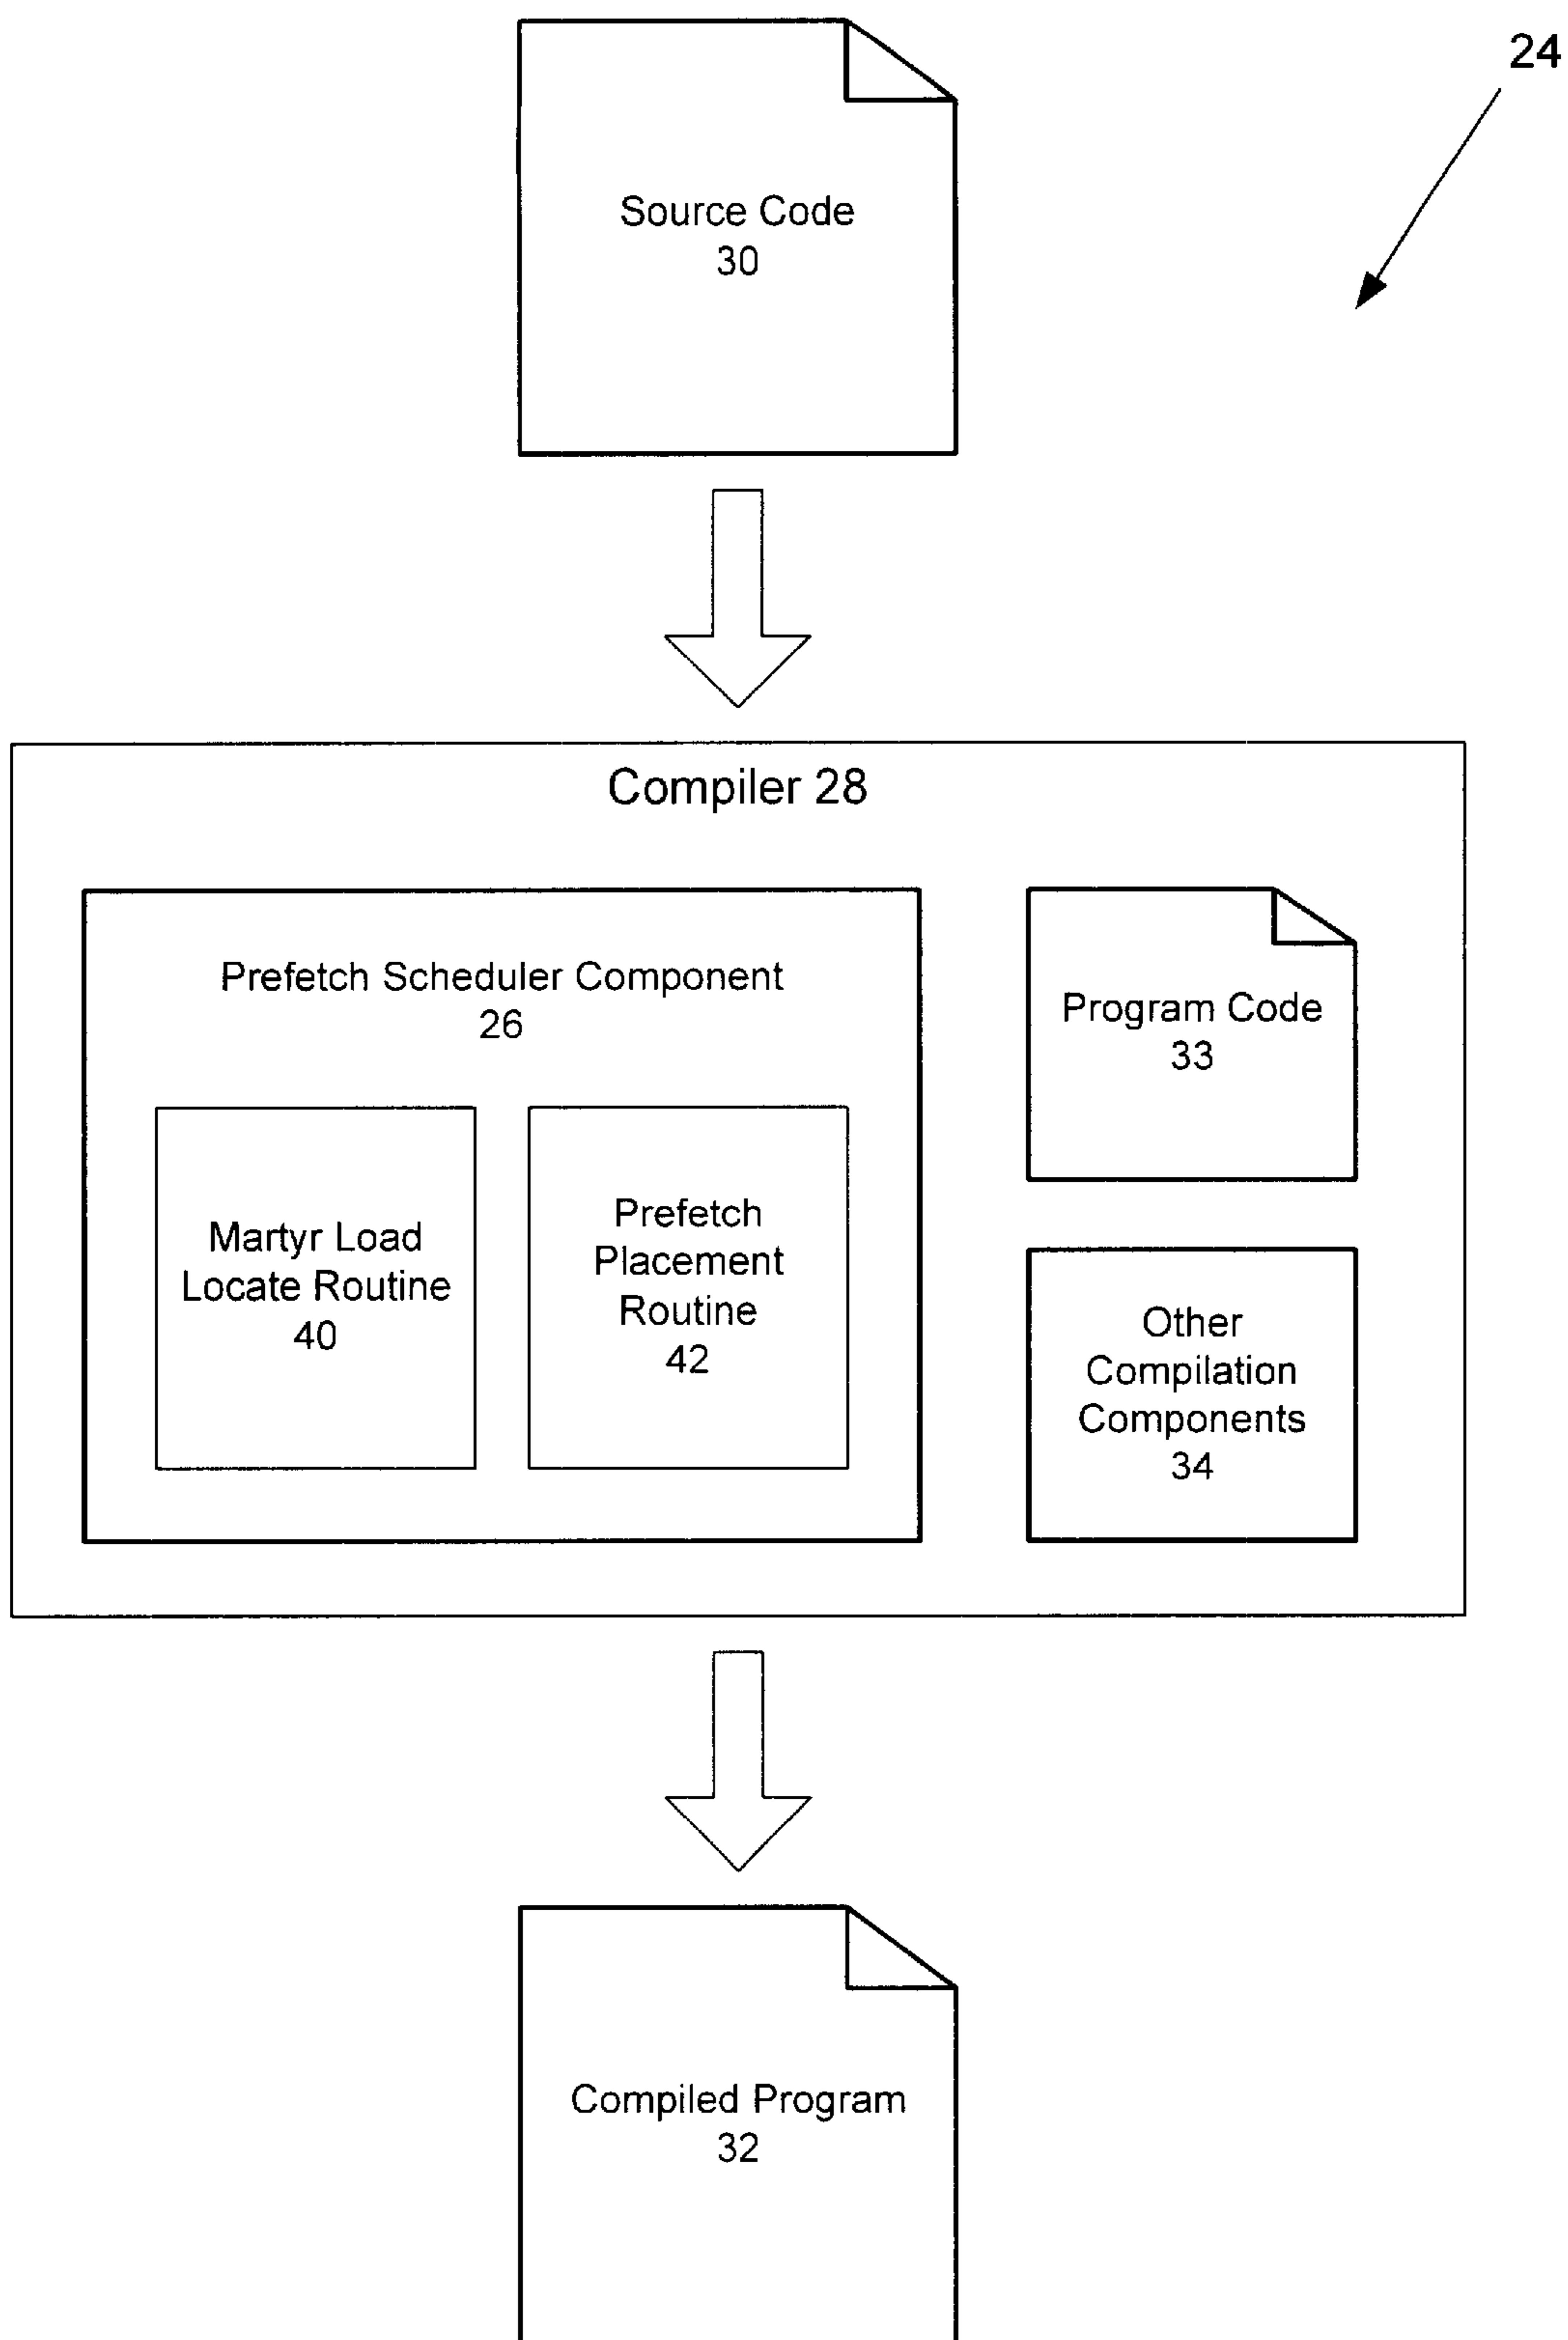 24
Source Code
30
Compiler 28
Prefetch Scheduler Component
26
Martyr Load
Locate Routine
40
Prefetch
Placement
Routine
42
Program Code
33
Other
Compilation
Components
34
Compiled Program
32